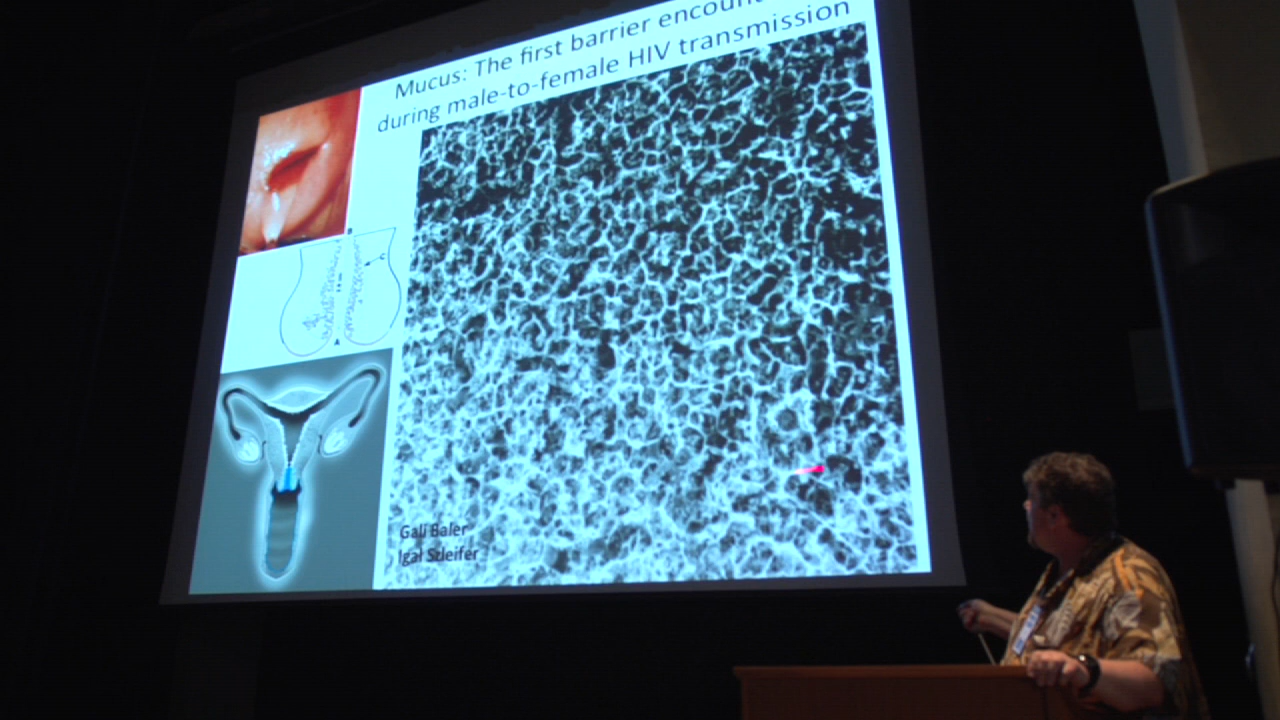 Mucus: The first barrier
during male-to-female HIV transmission
Gali Baler
Igal Szleifer